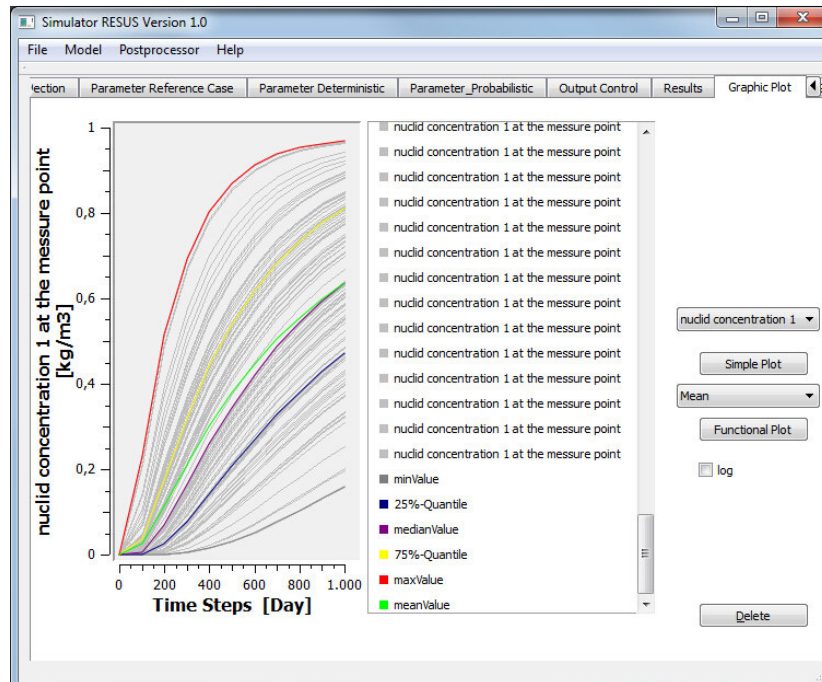 Simulator RESUS Version 1.0
File Model Postprocessor Help
lection Parameter Reference Case Parameter Deterministic Parameter_Probabilistic Output Control Results Graphic Plot
nuclid concentration 1 at the messure point
[kg/m3]
1
0,8
0,6
0,4
0,2
0
0 200 400 600 800 1.000
Time Steps [Day]
nuclid concentration 1 at the messure point
nuclid concentration 1 at the messure point
nuclid concentration 1 at the messure point
nuclid concentration 1 at the messure point
nuclid concentration 1 at the messure point
nuclid concentration 1 at the messure point
nuclid concentration 1 at the messure point
nuclid concentration 1 at the messure point
nuclid concentration 1 at the messure point
nuclid concentration 1 at the messure point
nuclid concentration 1 at the messure point
nuclid concentration 1 at the messure point
nuclid concentration 1 at the messure point
nuclid concentration 1 at the messure point
minValue
25%-Quantile
medianValue
75%-Quantile
maxValue
meanValue
nuclid concentration 1
Simple Plot
Mean
Functional Plot
log
Delete